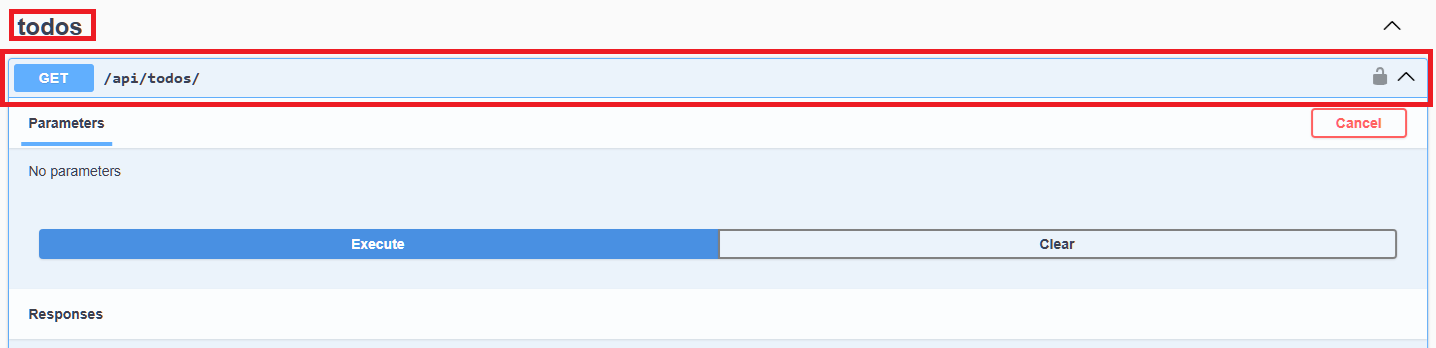 todos
GET /api/todos/
Parameters Cancel
No parameters
Execute Clear
Responses